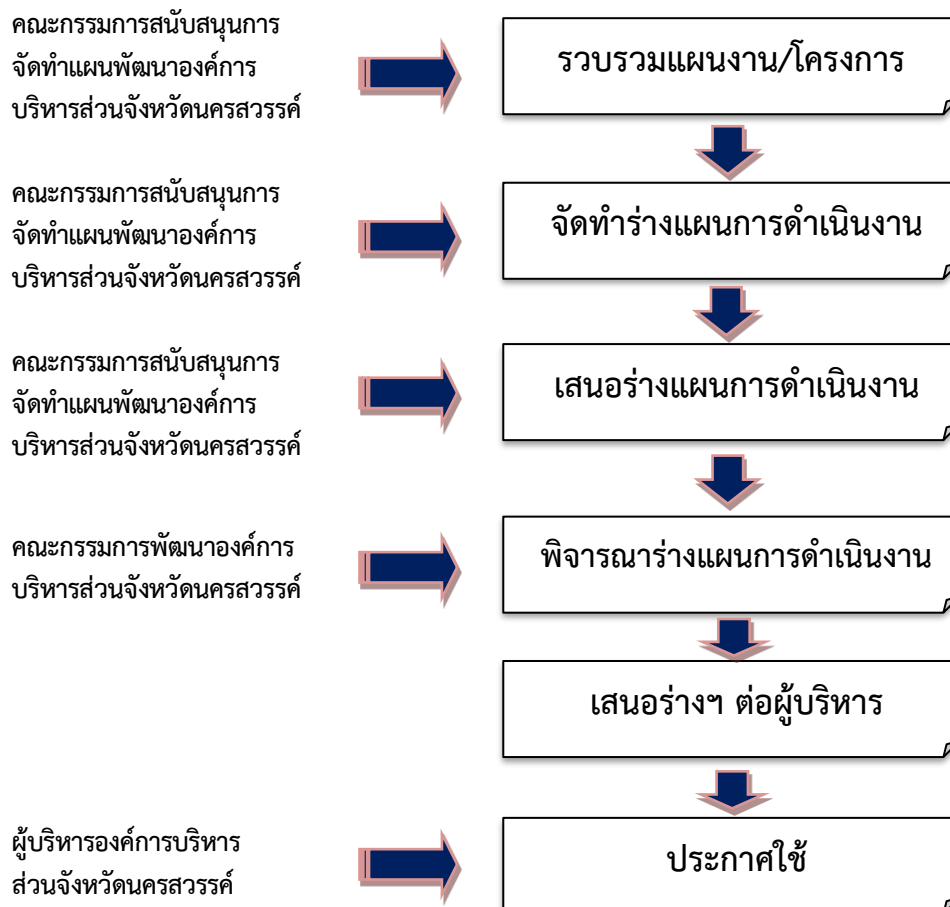 คณะกรรมการสนับสนุนการ
จัดทำแผนพัฒนาองค์การ
บริหารส่วนจังหวัดนครสวรรค์
รวบรวมแผนงาน/โครงการ
คณะกรรมการสนับสนุนการ
จัดทำแผนพัฒนาองค์การ
บริหารส่วนจังหวัดนครสวรรค์
จัดทำร่างแผนการดำเนินงาน
คณะกรรมการสนับสนุนการ
จัดทำแผนพัฒนาองค์การ
บริหารส่วนจังหวัดนครสวรรค์
เสนอร่างแผนการดำเนินงาน
คณะกรรมการพัฒนาองค์การ
บริหารส่วนจังหวัดนครสวรรค์
พิจารณาร่างแผนการดำเนินงาน
เสนอร่างฯ ต่อผู้บริหาร
ผู้บริหารองค์การบริหาร
ส่วนจังหวัดนครสวรรค์
ประกาศใช้